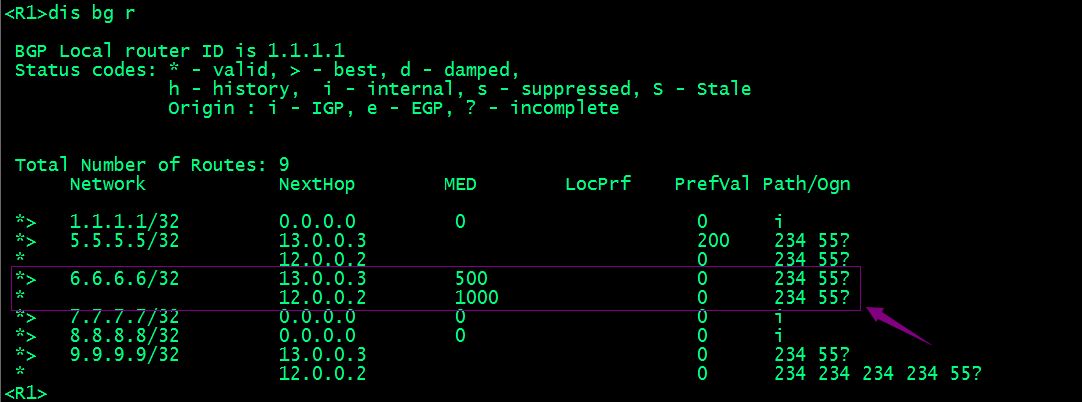 <R1>dis bg r
BGP Local router ID is 1.1.1.1
Status codes: * - valid, > - best, d - damped,
h - history,  i - internal, s - suppressed, S - Stale
Origin : i - IGP, e - EGP, ? - incomplete
Total Number of Routes: 9
Network NextHop MED LocPrf PrefVal Path/Ogn
*> 1.1.1.1/32 0.0.0.0 0 0 i
*> 5.5.5.5/32 13.0.0.3 200 234 55?
* 12.0.0.2 0 234 55?
*> 6.6.6.6/32 13.0.0.3 500 0 234 55?
* 12.0.0.2 1000 0 234 55?
*> 7.7.7.7/32 0.0.0.0 0 0 i
*> 8.8.8.8/32 0.0.0.0 0 0 i
*> 9.9.9.9/32 13.0.0.3 0 234 55?
* 12.0.0.2 0 234 234 234 234 55?
<R1>